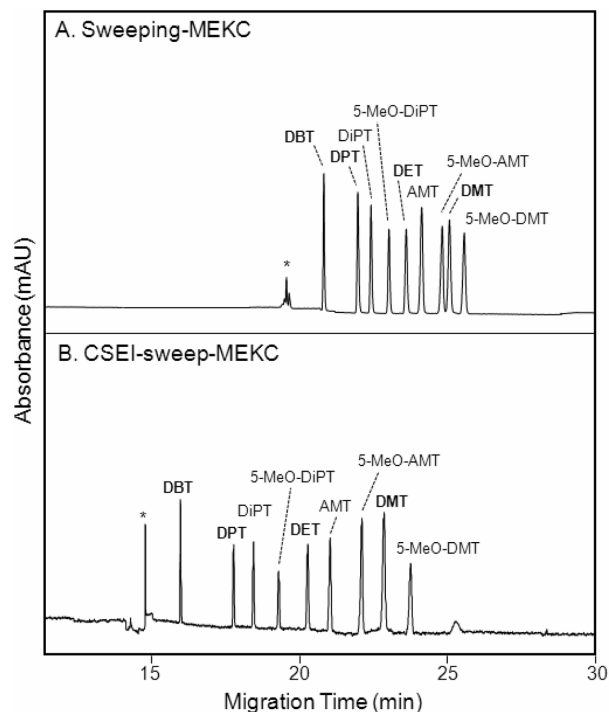 A. Sweeping-MEKC
5-MeO-DiPT
DBT
DiPT
5-MeO-AMT
DPT
DET
AMT
DMT
5-MeO-DMT
*
B. CSEI-sweep-MEKC
5-MeO-AMT
5-MeO-DiPT
DBT
*
DiPT
AMT
DMT
DPT
DET
5-MeO-DMT
Absorbance (mAU)
15 20 25 30
Migration Time (min)